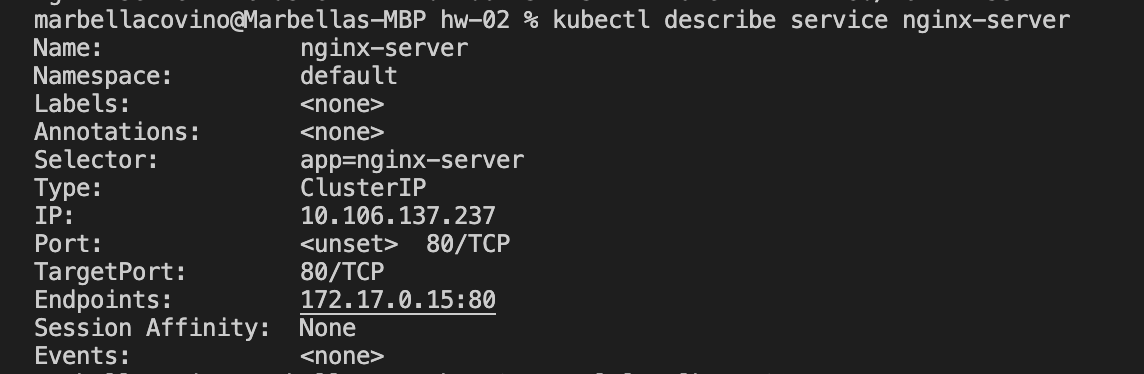 marbellacovino@Marbellas-MBP hw-02 % kubectl describe service nginx-server
Name: nginx-server
Namespace: default
Labels: <none>
Annotations: <none>
Selector: app=nginx-server
Type: ClusterIP
IP: 10.106.137.237
Port: <unset> 80/TCP
TargetPort: 80/TCP
Endpoints: 172.17.0.15:80
Session Affinity: None
Events: <none>